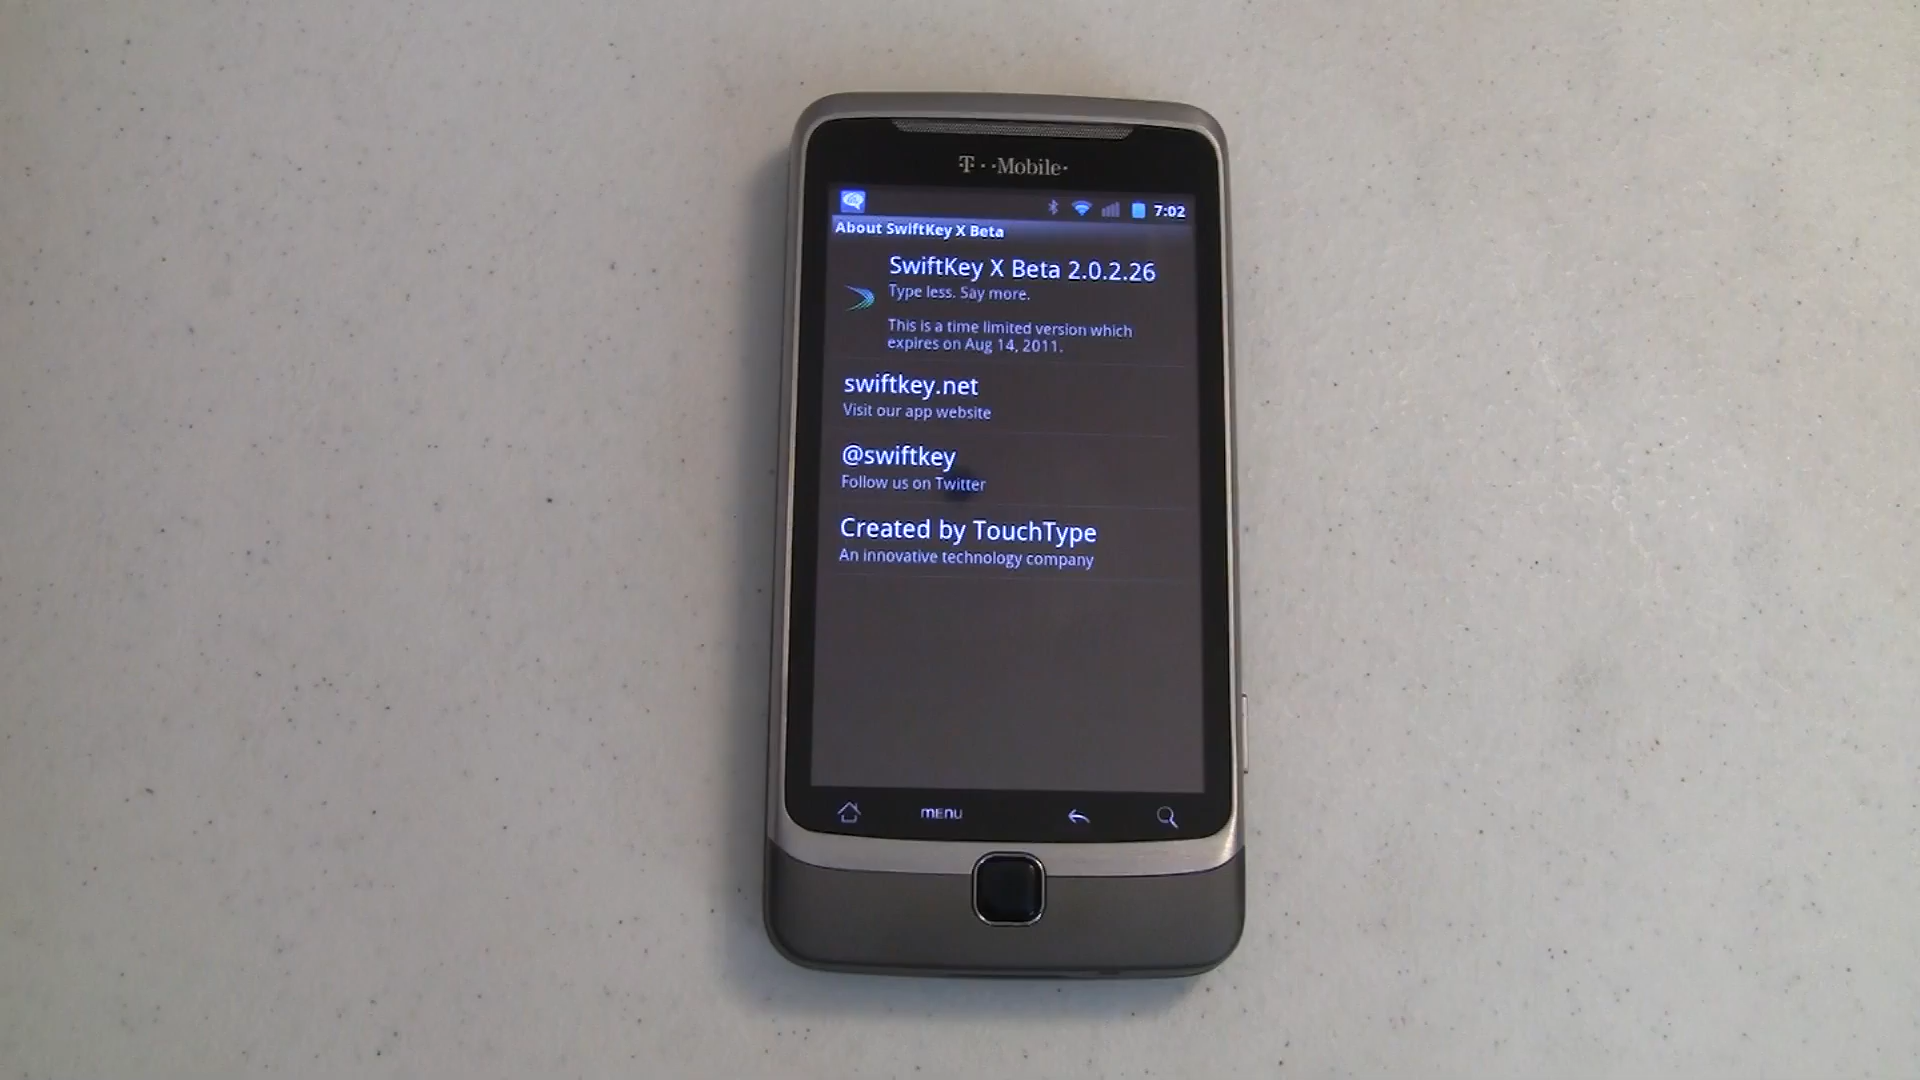 T··Mobile·
7:02
About SwiftKey X Beta
SwiftKey X Beta 2.0.2.26
Type less. Say more.
This is a time limited version which
expires on Aug 14, 2011.
swiftkey.net
Visit our app website
@swiftkey
Follow us on Twitter
Created by TouchType
An innovative technology company
menu